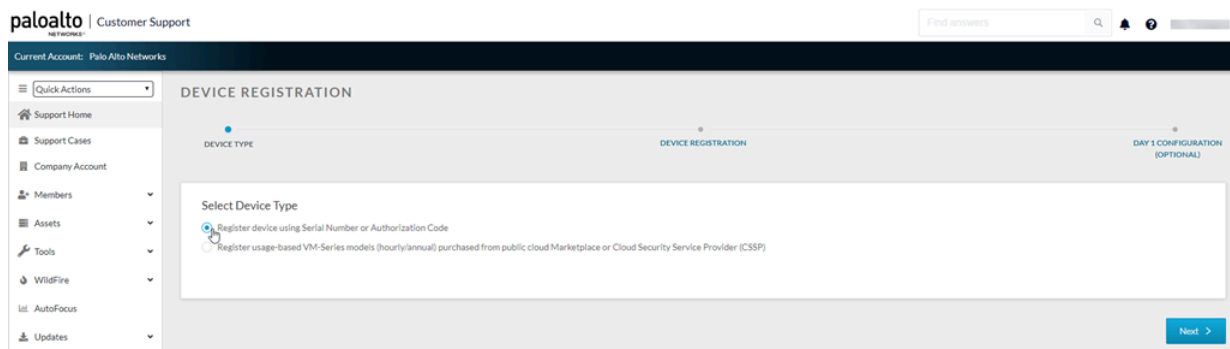 paloalto NETWORKS | Customer Support
Find answers
Current Account: Palo Alto Networks
Quick Actions
Support Home
Support Cases
Company Account
Members
Assets
Tools
WildFire
AutoFocus
Updates
DEVICE REGISTRATION
DEVICE TYPE
DEVICE REGISTRATION
DAY 1 CONFIGURATION
(OPTIONAL)
Select Device Type
Register device using Serial Number or Authorization Code
Register usage-based VM-Series models (hourly/annual) purchased from public cloud Marketplace or Cloud Security Service Provider (CSSP)
Next >